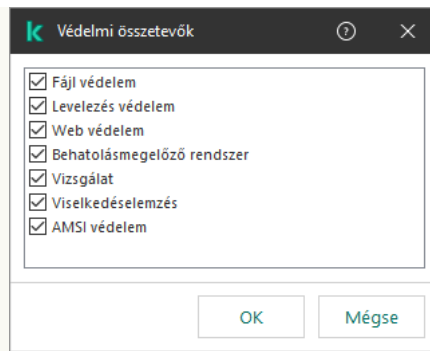 Védelmi összetevők
Fájl védelem
Levelezés védelem
Web védelem
Behatolásmegelőző rendszer
Vizsgálat
Viselkedéselemzés
AMSI védelem
OK Mégse